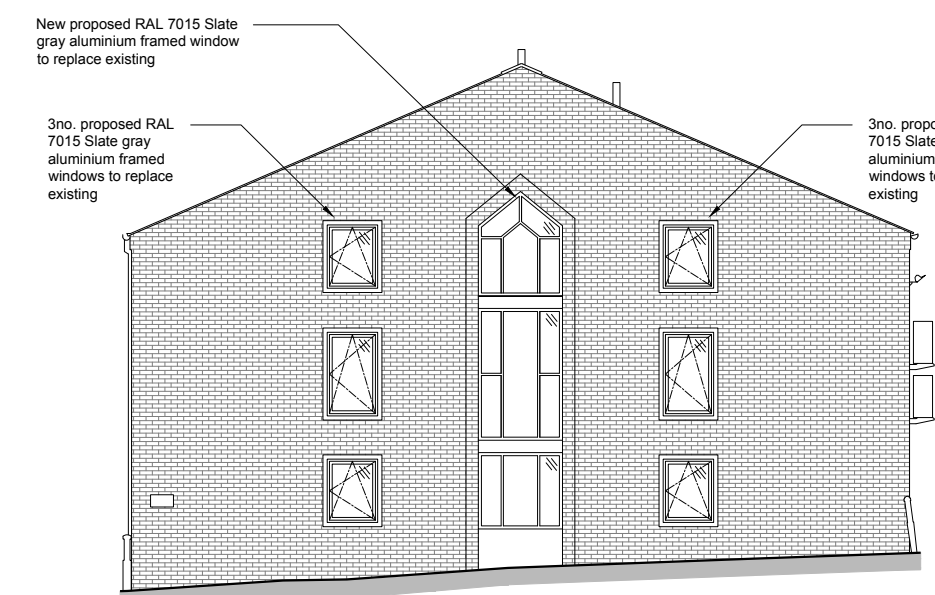 New proposed RAL 7015 Slate
gray aluminium framed window
to replace existing
3no. proposed RAL
7015 Slate gray
aluminium framed
windows to replace
existing
3no. propo
7015 Slate
aluminium
windows t
existing